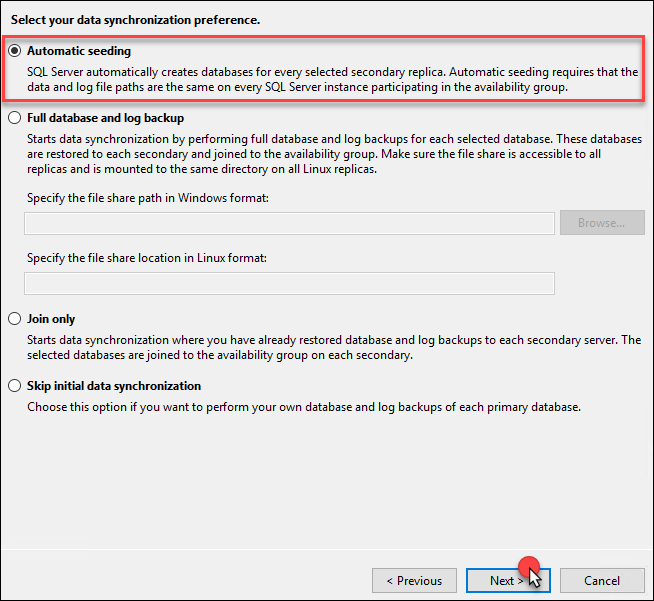 Select your data synchronization preference.
Automatic seeding
SQL Server automatically creates databases for every selected secondary replica. Automatic seeding requires that the
data and log file paths are the same on every SQL Server instance participating in the availability group.
Full database and log backup
Starts data synchronization by performing full database and log backups for each selected database. These databases
are restored to each secondary and joined to the availability group. Make sure the file share is accessible to all
replicas and is mounted to the same directory on all Linux replicas.
Specify the file share path in Windows format:
Browse...
Specify the file share location in Linux format:
Join only
Starts data synchronization where you have already restored database and log backups to each secondary server. The
selected databases are joined to the availability group on each secondary.
Skip initial data synchronization
Choose this option if you want to perform your own database and log backups of each primary database.
< Previous Next > Cancel